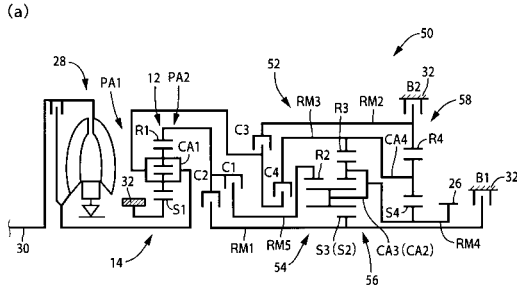 (a)
50
28
PA1
12
PA2
52
RM3
R3
RM2
B2
32
58
R1
C3
CA4
R4
CA1
C4
R2
26
B1
32
32
C2
C1
S1
S4
30
14
RM1
RM5
54
S3(S2)
56
CA3(CA2)
RM4